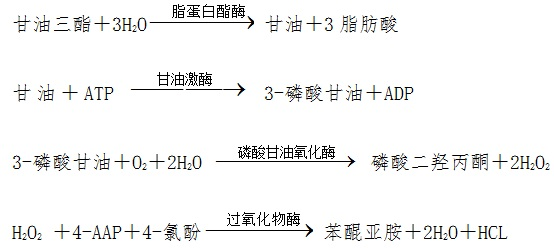 甘油三酯+3H₂O —脂蛋白酯酶→ 甘油+3脂肪酸
甘油+ATP —甘油激酶→ 3-磷酸甘油+ADP
3-磷酸甘油+O₂+2H₂O —磷酸甘油氧化酶→ 磷酸二羟丙酮+2H₂O₂
H₂O₂ +4-AAP+4-氯酚 —过氧化物酶→ 苯醌亚胺+2H₂O+HCL